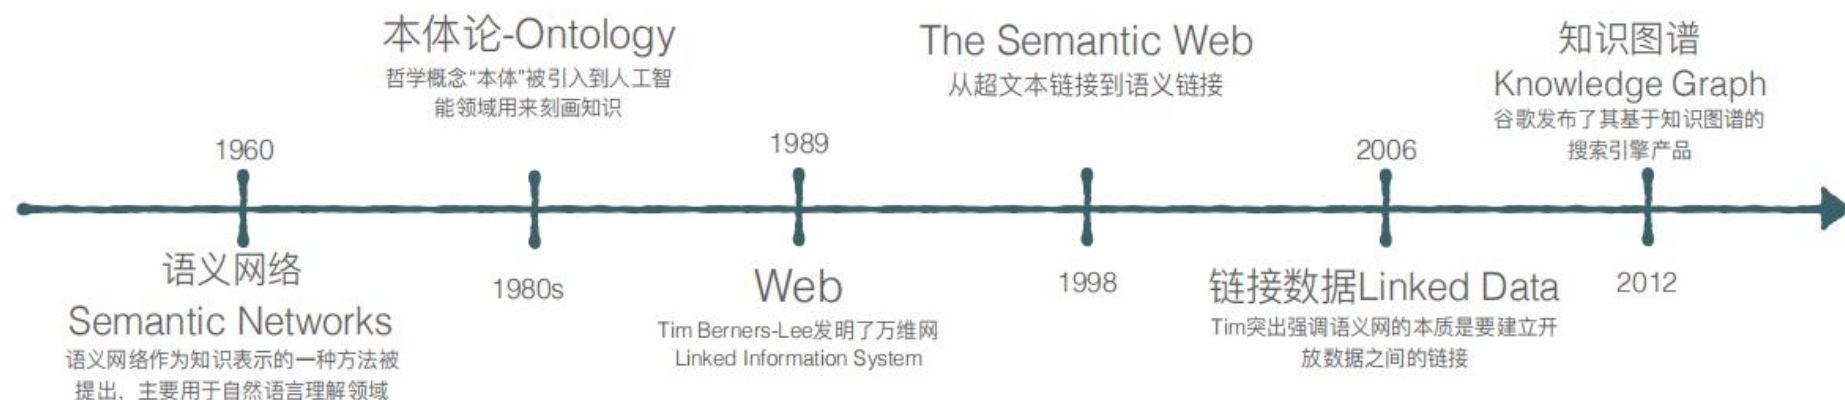 1960
语义网络
Semantic Networks
语义网络作为知识表示的一种方法被
提出，主要用于自然语言理解领域
本体论-Ontology
哲学概念“本体”被引入到人工智
能领域用来刻画知识
1980s
1989
Web
Tim Berners-Lee发明了万维网
Linked Information System
The Semantic Web
从超文本链接到语义链接
1998
2006
链接数据Linked Data
Tim突出强调语义网的本质是要建立开
放数据之间的链接
知识图谱
Knowledge Graph
谷歌发布了其基于知识图谱的
搜索引擎产品
2012